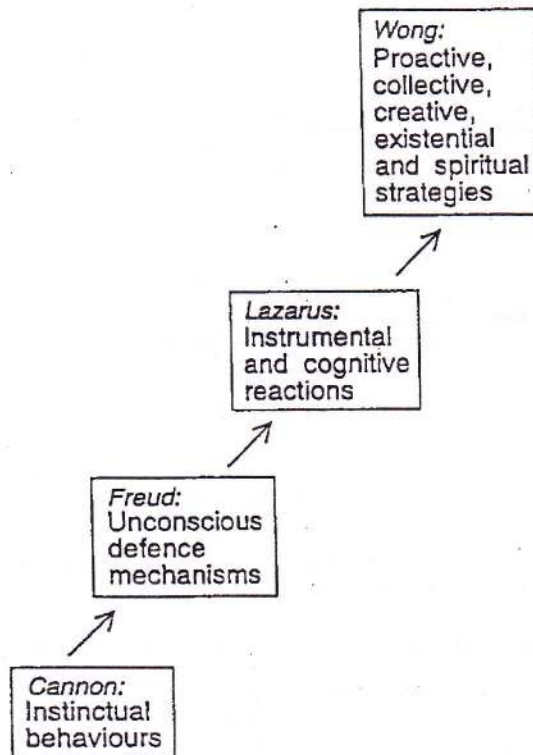 Wong:
Proactive,
collective,
creative,
existential
and spiritual
strategies
Lazarus:
Instrumental
and cognitive
reactions
Freud:
Unconscious
defence
mechanisms
Cannon:
Instinctual
behaviours